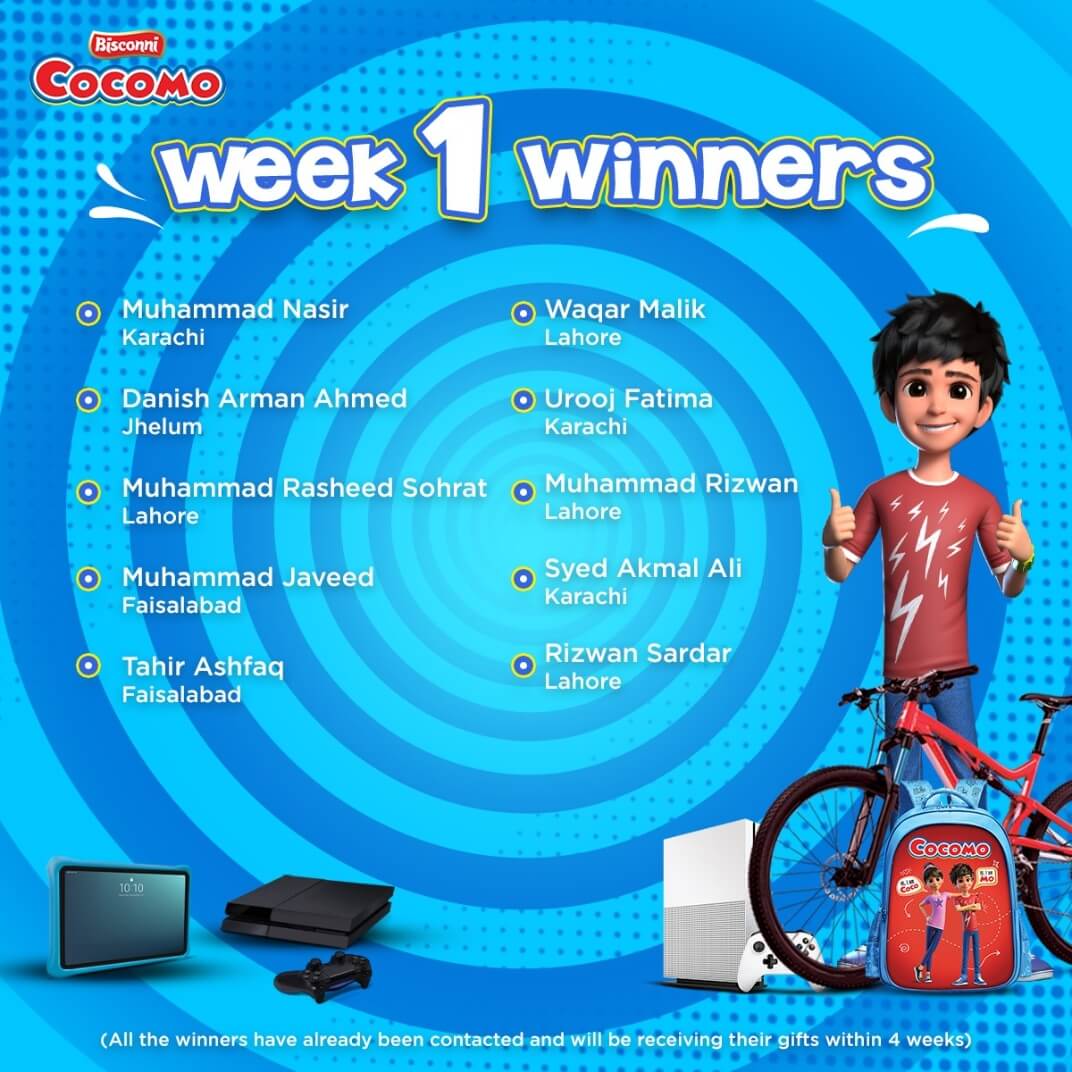 Bisconni
COCOMO
week 1 winners
Muhammad Nasir
Karachi
Danish Arman Ahmed
Jhelum
Muhammad Rasheed Sohrat
Lahore
Muhammad Javeed
Faisalabad
Tahir Ashfaq
Faisalabad
Waqar Malik
Lahore
Urooj Fatima
Karachi
Muhammad Rizwan
Lahore
Syed Akmal Ali
Karachi
Rizwan Sardar
Lahore
10:10
COCOMO
Coco
Mo
(All the winners have already been contacted and will be receiving their gifts within 4 weeks)